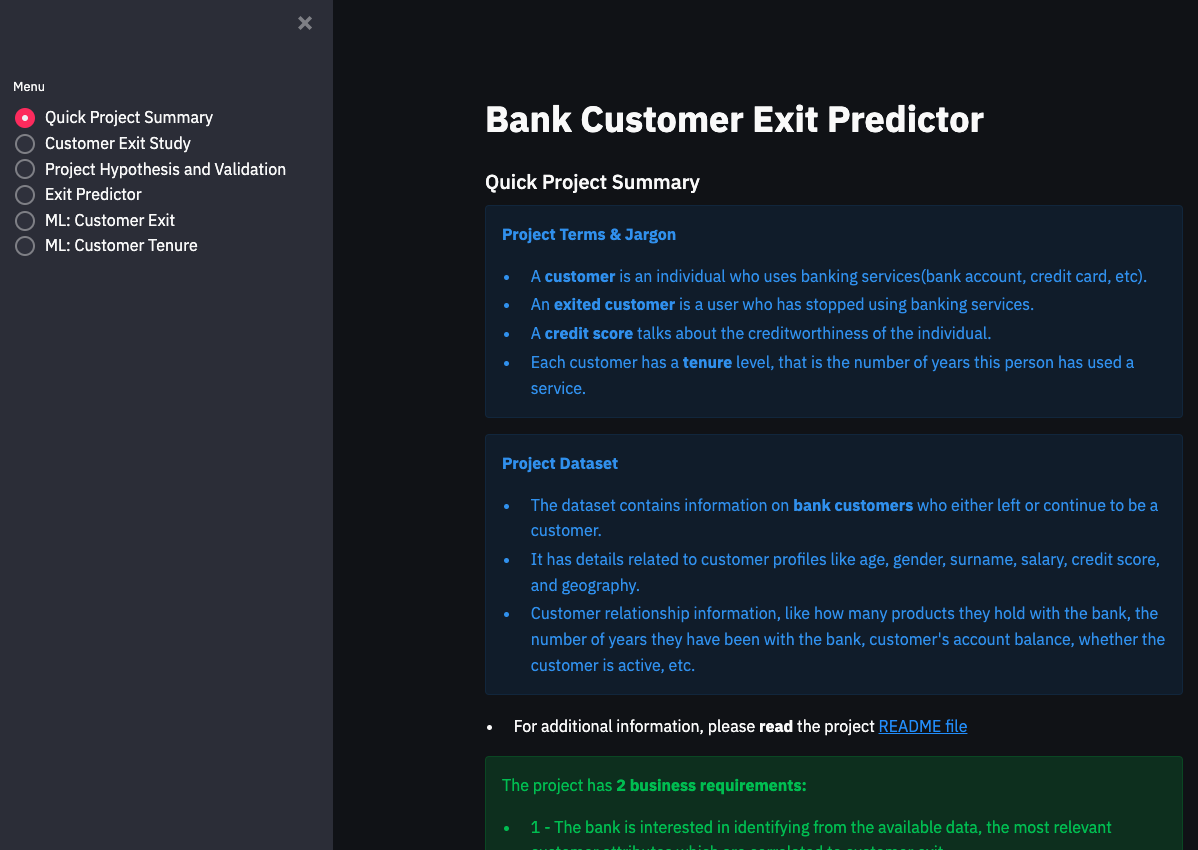 Menu
Quick Project Summary
Customer Exit Study
Project Hypothesis and Validation
Exit Predictor
ML: Customer Exit
ML: Customer Tenure
Bank Customer Exit Predictor
Quick Project Summary
Project Terms & Jargon
A customer is an individual who uses banking services(bank account, credit card, etc).
An exited customer is a user who has stopped using banking services.
A credit score talks about the creditworthiness of the individual.
Each customer has a tenure level, that is the number of years this person has used a
service.
Project Dataset
The dataset contains information on bank customers who either left or continue to be a
customer.
It has details related to customer profiles like age, gender, surname, salary, credit score,
and geography.
Customer relationship information, like how many products they hold with the bank, the
number of years they have been with the bank, customer's account balance, whether the
customer is active, etc.
For additional information, please read the project README file
The project has 2 business requirements:
1 - The bank is interested in identifying from the available data, the most relevant
customer attributes which are correlated to customer exit